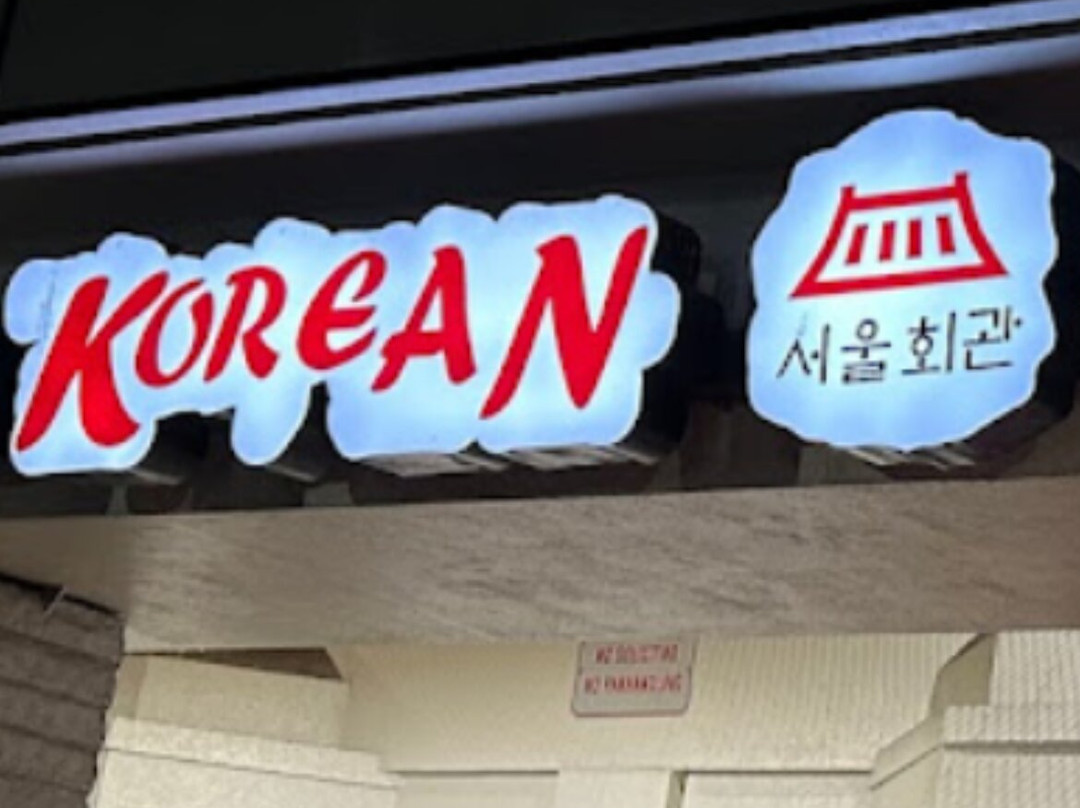 KOREAN
서울회관
NO SOLICITING
NO PANHANDLING